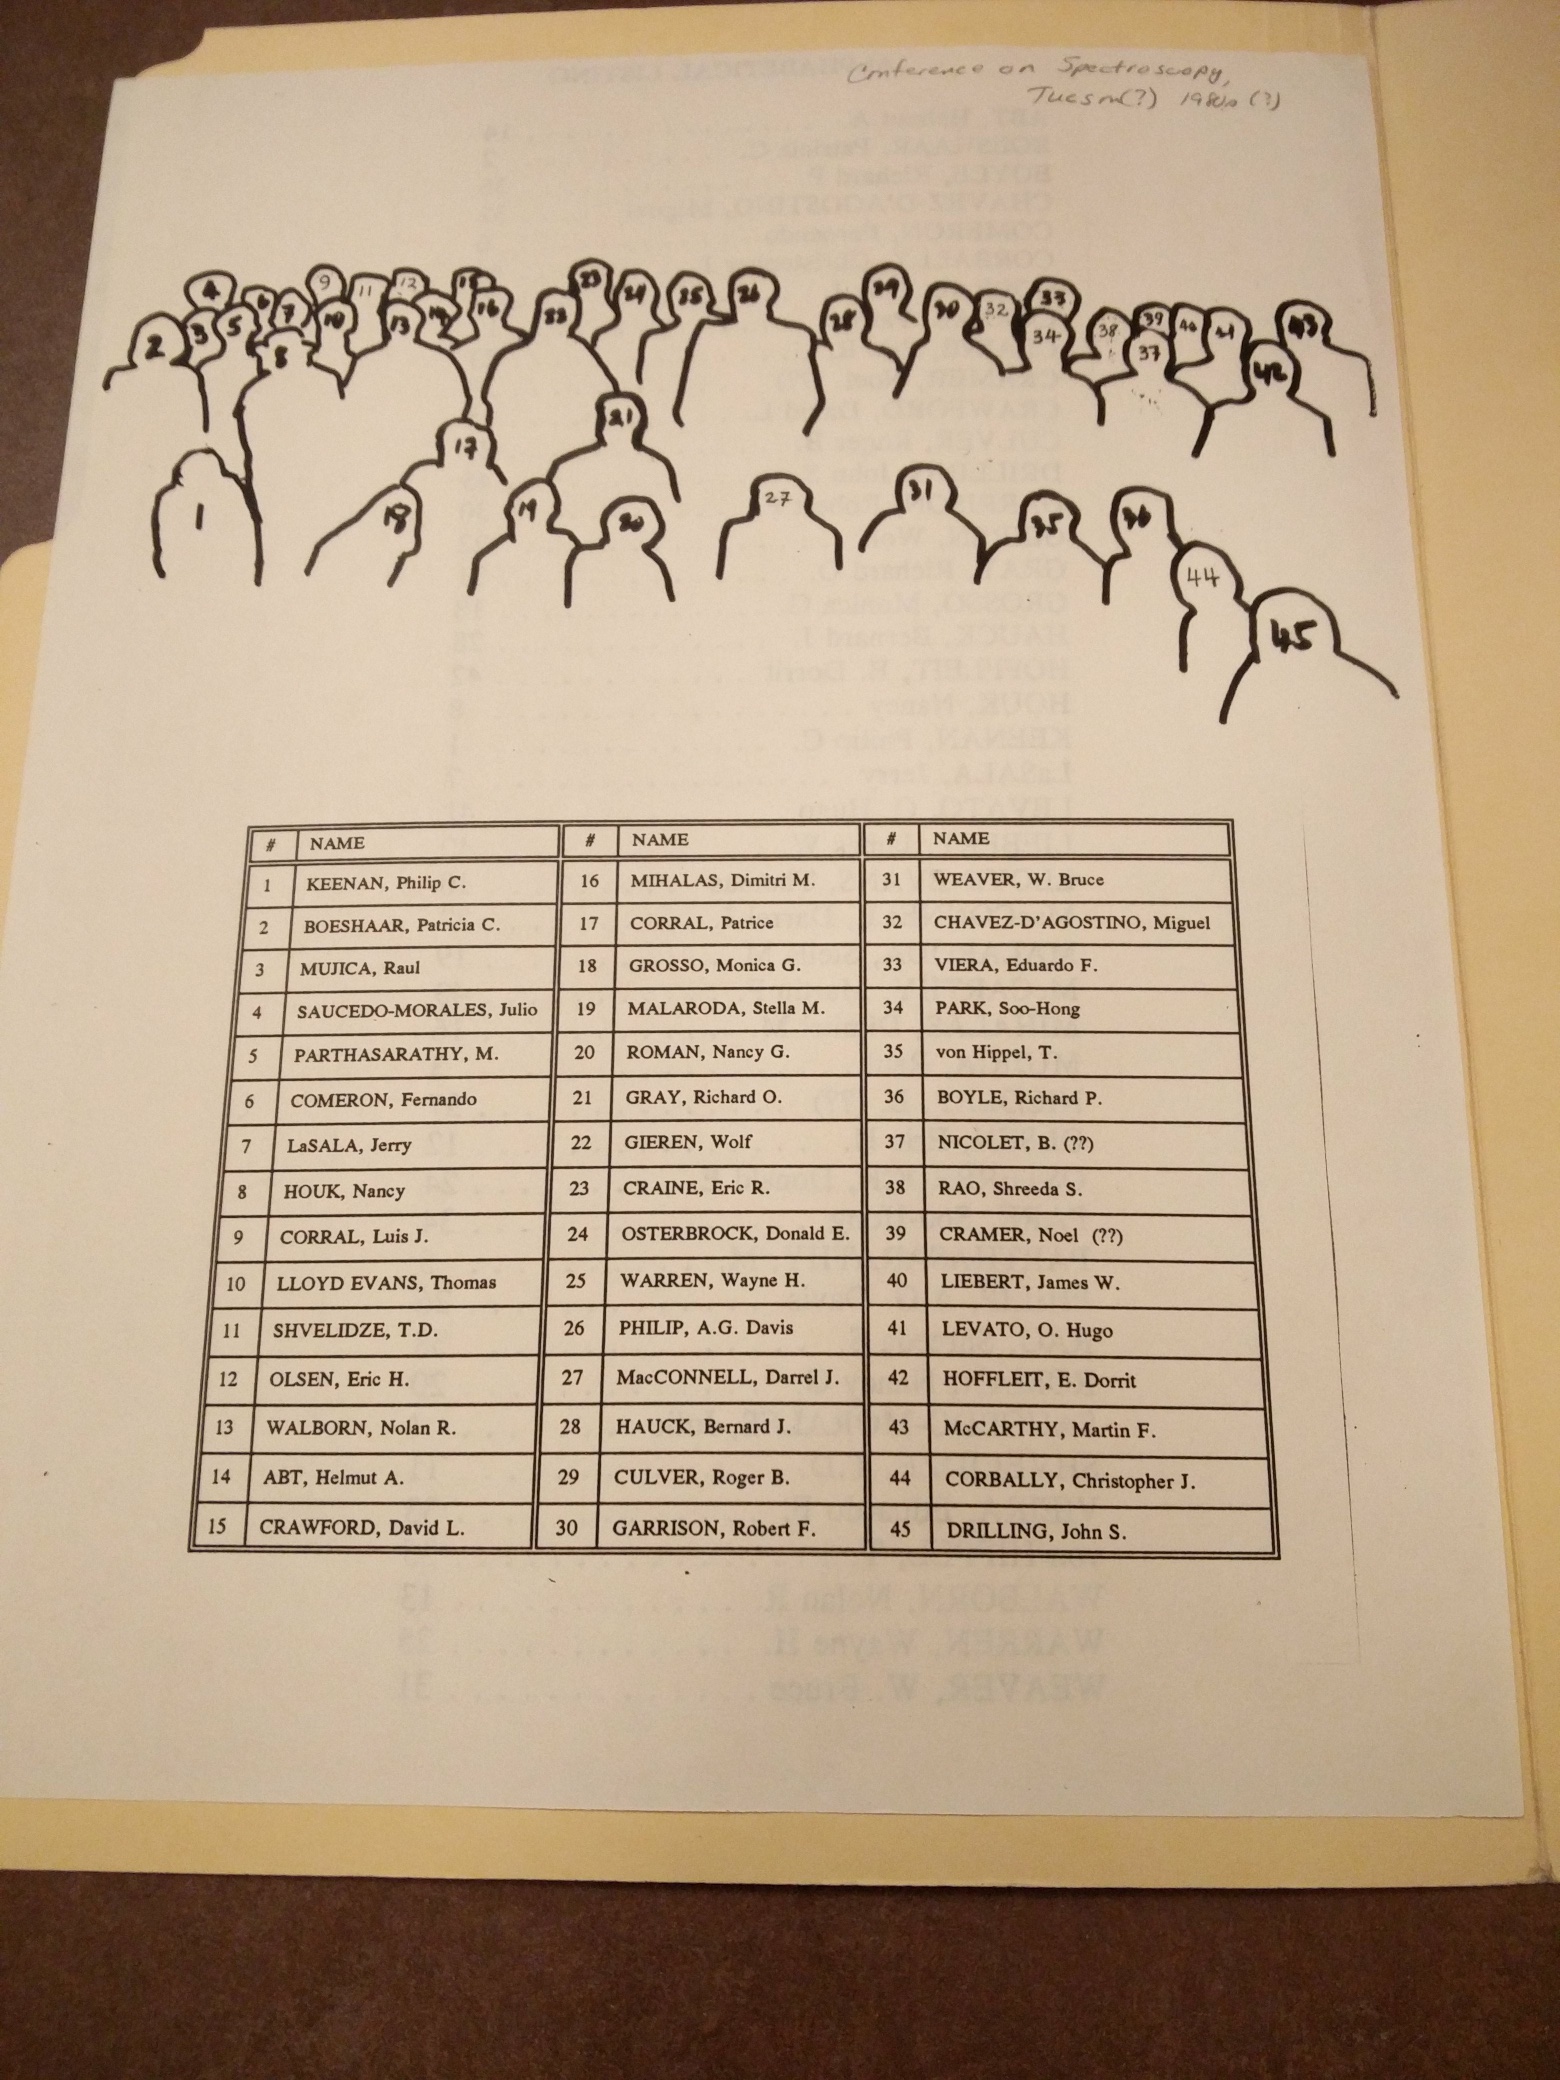 Conference on Spectroscopy,
Tucson(?) 1980s (?)
4 9 11 12 15 23 24 25 26 29 30 32 33
2 3 5 6 7 8 10 13 14 16 22 28 34 38 39 37 40 41 42 43
17 21
1 18 19 20 27 31 35 36
44
45
# NAME # NAME # NAME
1 KEENAN, Philip C. 16 MIHALAS, Dimitri M. 31 WEAVER, W. Bruce
2 BOESHAAR, Patricia C. 17 CORRAL, Patrice 32 CHAVEZ-D'AGOSTINO, Miguel
3 MUJICA, Raul 18 GROSSO, Monica G. 33 VIERA, Eduardo F.
4 SAUCEDO-MORALES, Julio 19 MALARODA, Stella M. 34 PARK, Soo-Hong
5 PARTHASARATHY, M. 20 ROMAN, Nancy G. 35 von Hippel, T.
6 COMERON, Fernando 21 GRAY, Richard O. 36 BOYLE, Richard P.
7 LaSALA, Jerry 22 GIEREN, Wolf 37 NICOLET, B. (??)
8 HOUK, Nancy 23 CRAINE, Eric R. 38 RAO, Shreeda S.
9 CORRAL, Luis J. 24 OSTERBROCK, Donald E. 39 CRAMER, Noel (??)
10 LLOYD EVANS, Thomas 25 WARREN, Wayne H. 40 LIEBERT, James W.
11 SHVELIDZE, T.D. 26 PHILIP, A.G. Davis 41 LEVATO, O. Hugo
12 OLSEN, Eric H. 27 MacCONNELL, Darrel J. 42 HOFFLEIT, E. Dorrit
13 WALBORN, Nolan R. 28 HAUCK, Bernard J. 43 McCARTHY, Martin F.
14 ABT, Helmut A. 29 CULVER, Roger B. 44 CORBALLY, Christopher J.
15 CRAWFORD, David L. 30 GARRISON, Robert F. 45 DRILLING, John S.